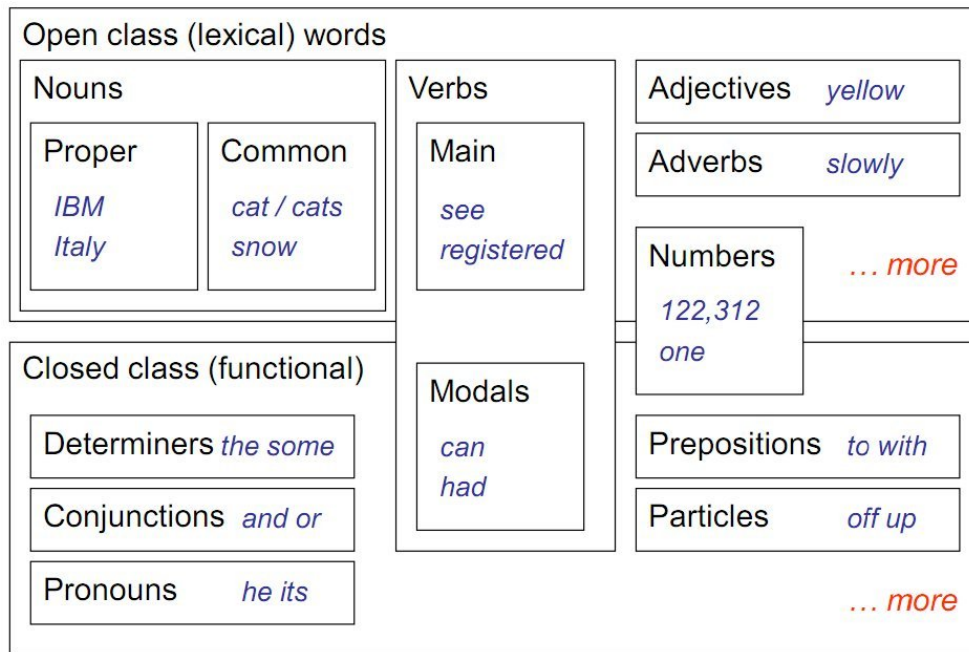 Open class (lexical) words
Nouns
Proper
IBM
Italy
Common
cat / cats
snow
Verbs
Main
see
registered
Adjectives yellow
Adverbs slowly
Numbers
122,312
one
… more
Closed class (functional)
Determiners the some
Conjunctions and or
Pronouns he its
Modals
can
had
Prepositions to with
Particles off up
… more